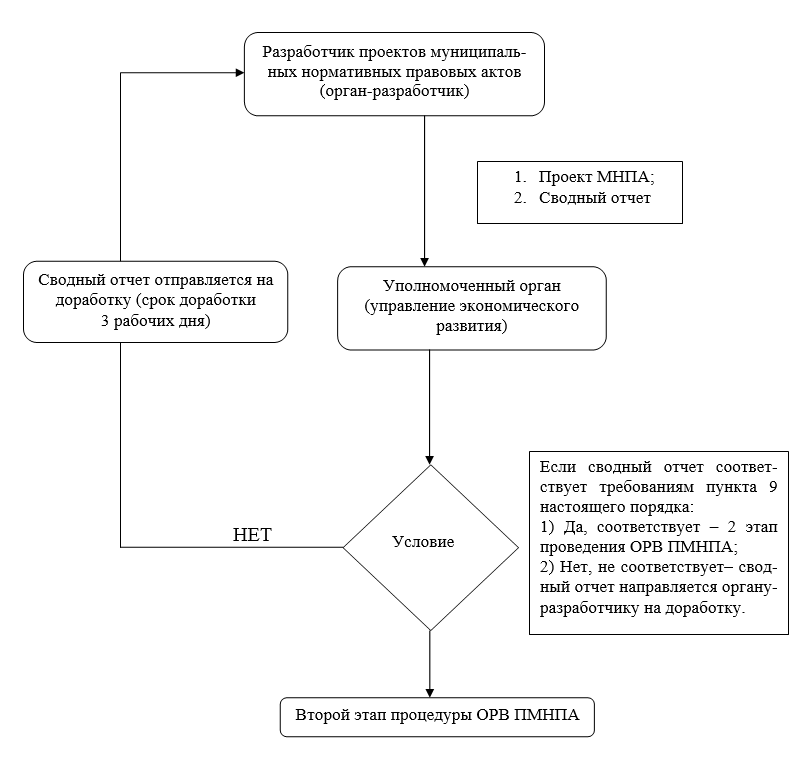 Разработчик проектов муниципаль-
ных нормативных правовых актов
(орган-разработчик)
1. Проект МНПА;
2. Сводный отчет
Сводный отчет отправляется на
доработку (срок доработки
3 рабочих дня)
Уполномоченный орган
(управление экономического
развития)
Если сводный отчет соответ-
ствует требованиям пункта 9
настоящего порядка:
1) Да, соответствует – 2 этап
проведения ОРВ ПМНПА;
2) Нет, не соответствует– свод-
ный отчет направляется органу-
разработчику на доработку.
НЕТ
Условие
Второй этап процедуры ОРВ ПМНПА